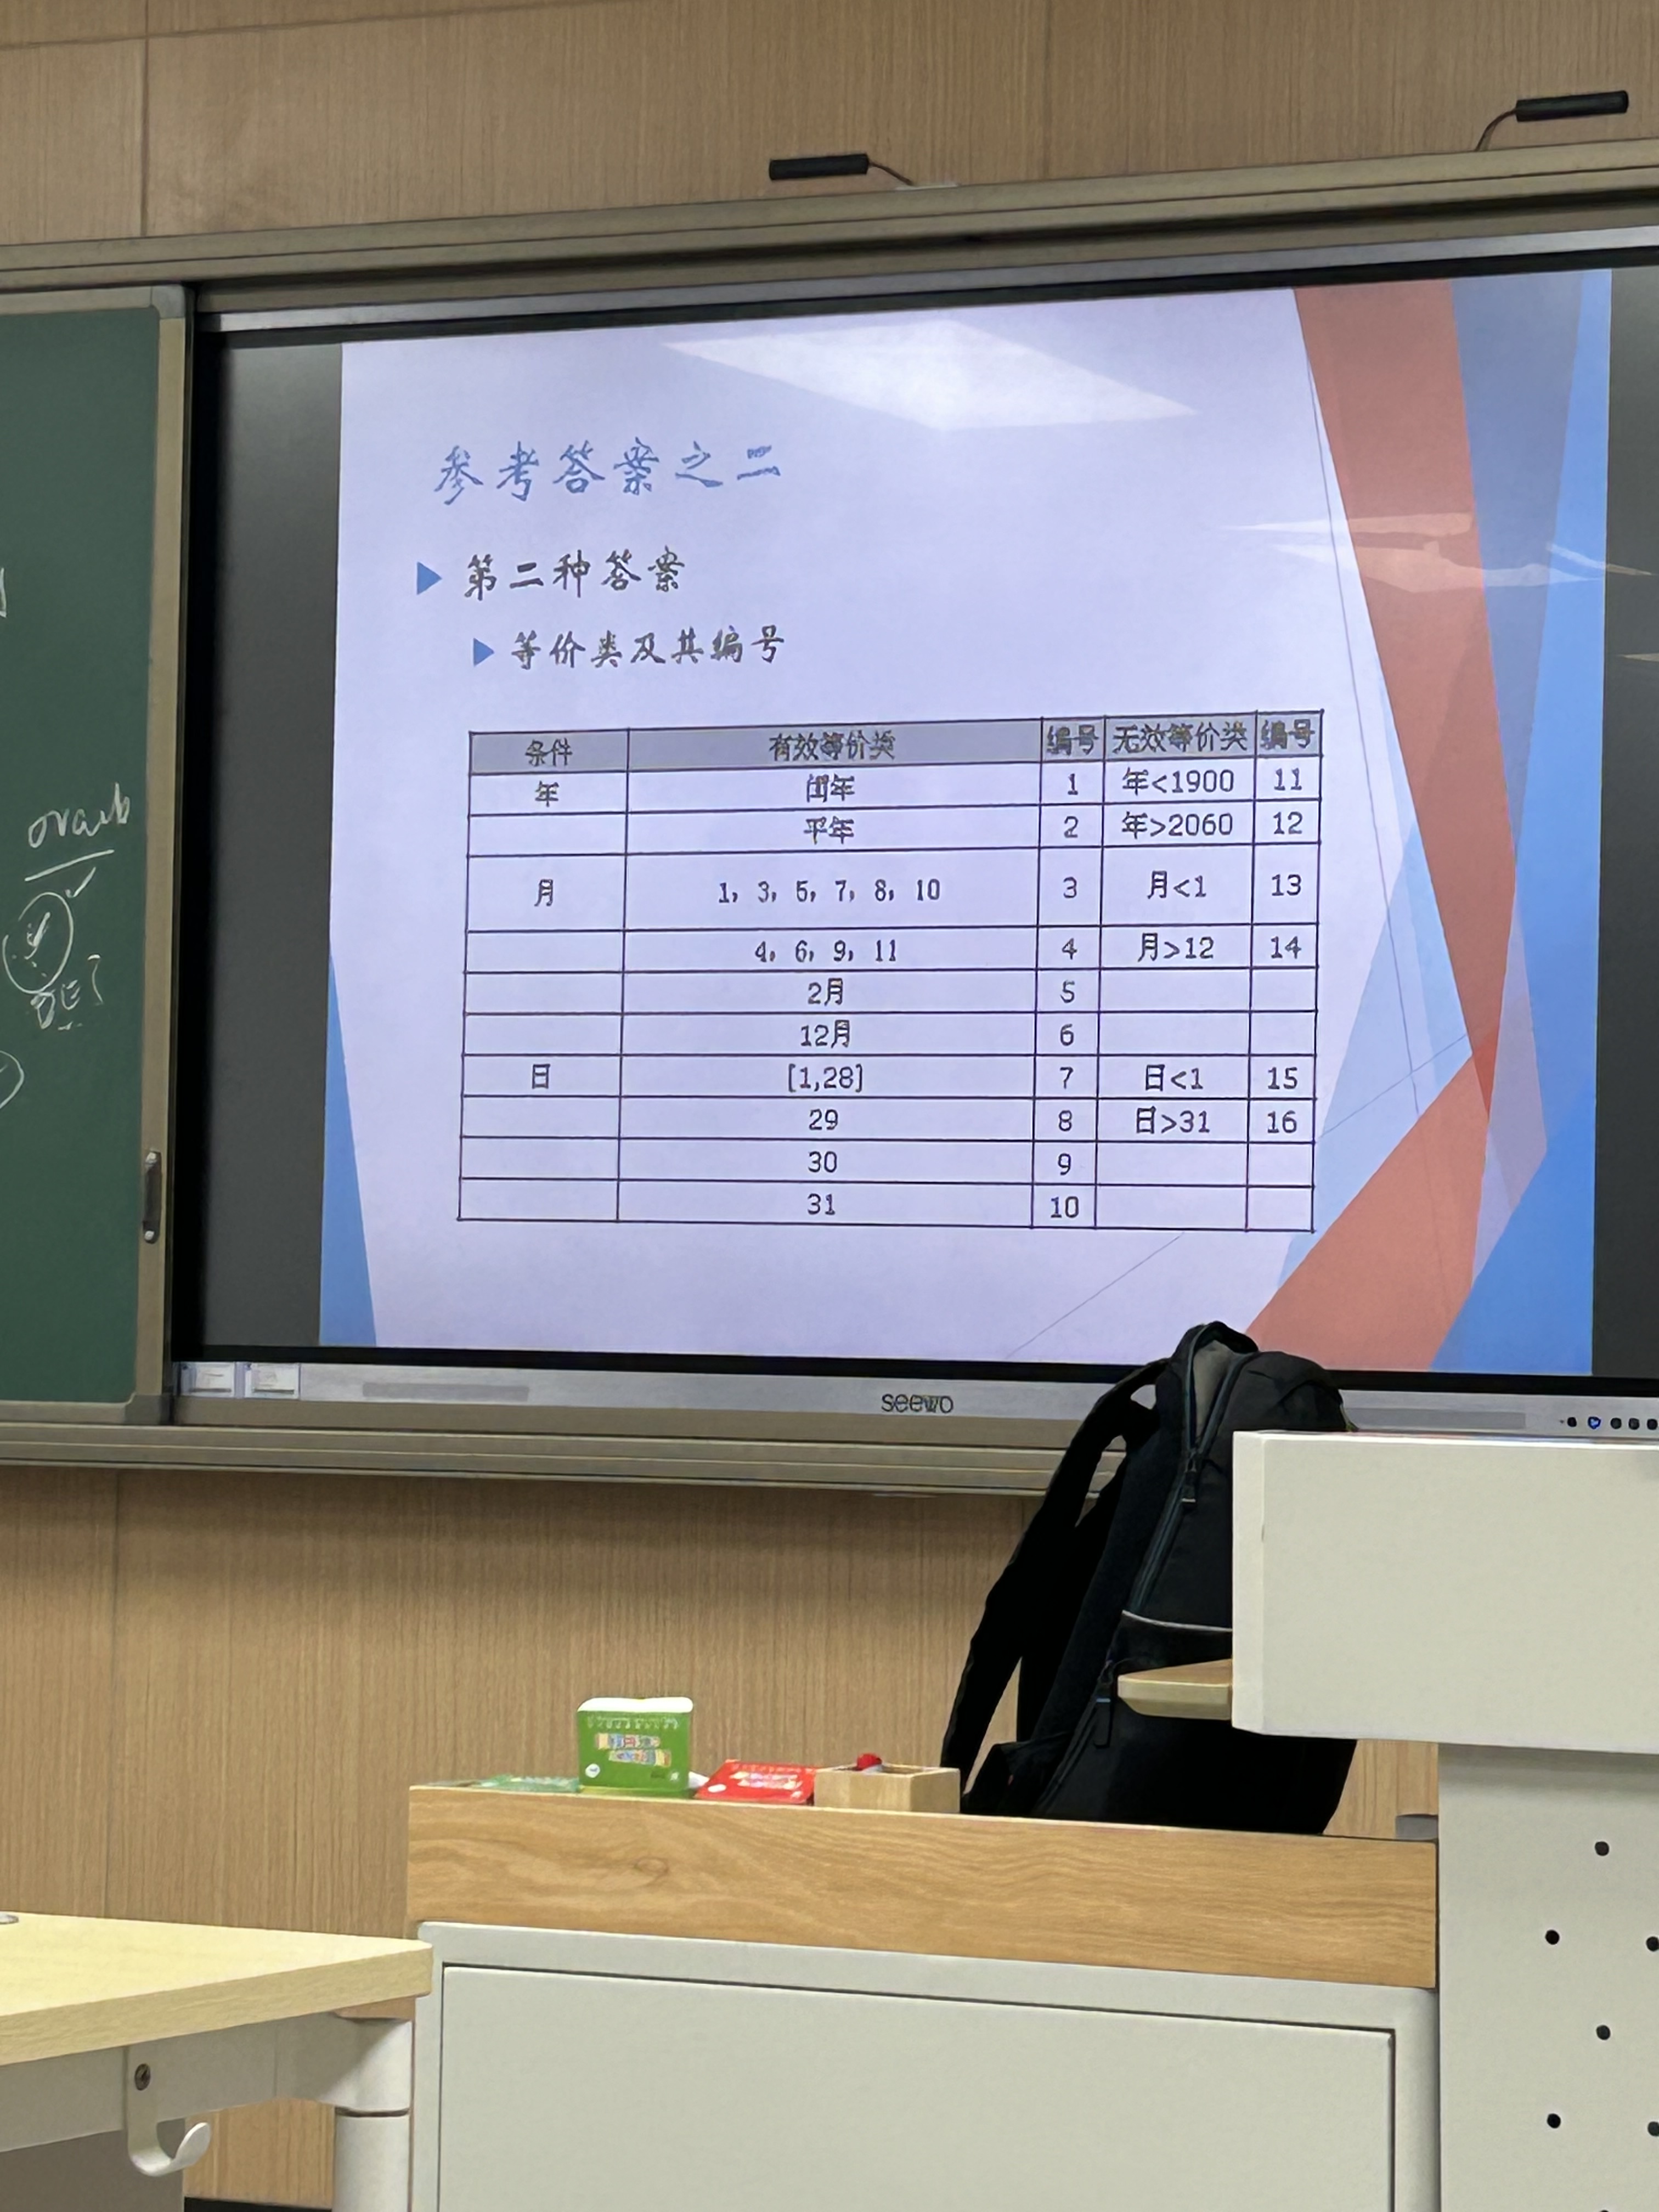 参考答案之二
第二种答案
等价类及其编号
条件 有效等价类 编号 无效等价类 编号
年 闰年 1 年<1900 11
平年 2 年>2060 12
月 1, 3, 5, 7, 8, 10 3 月<1 13
4, 6, 9, 11 4 月>12 14
2月 5
12月 6
日 [1,28] 7 日<1 15
29 8 日>31 16
30 9
31 10
seewo